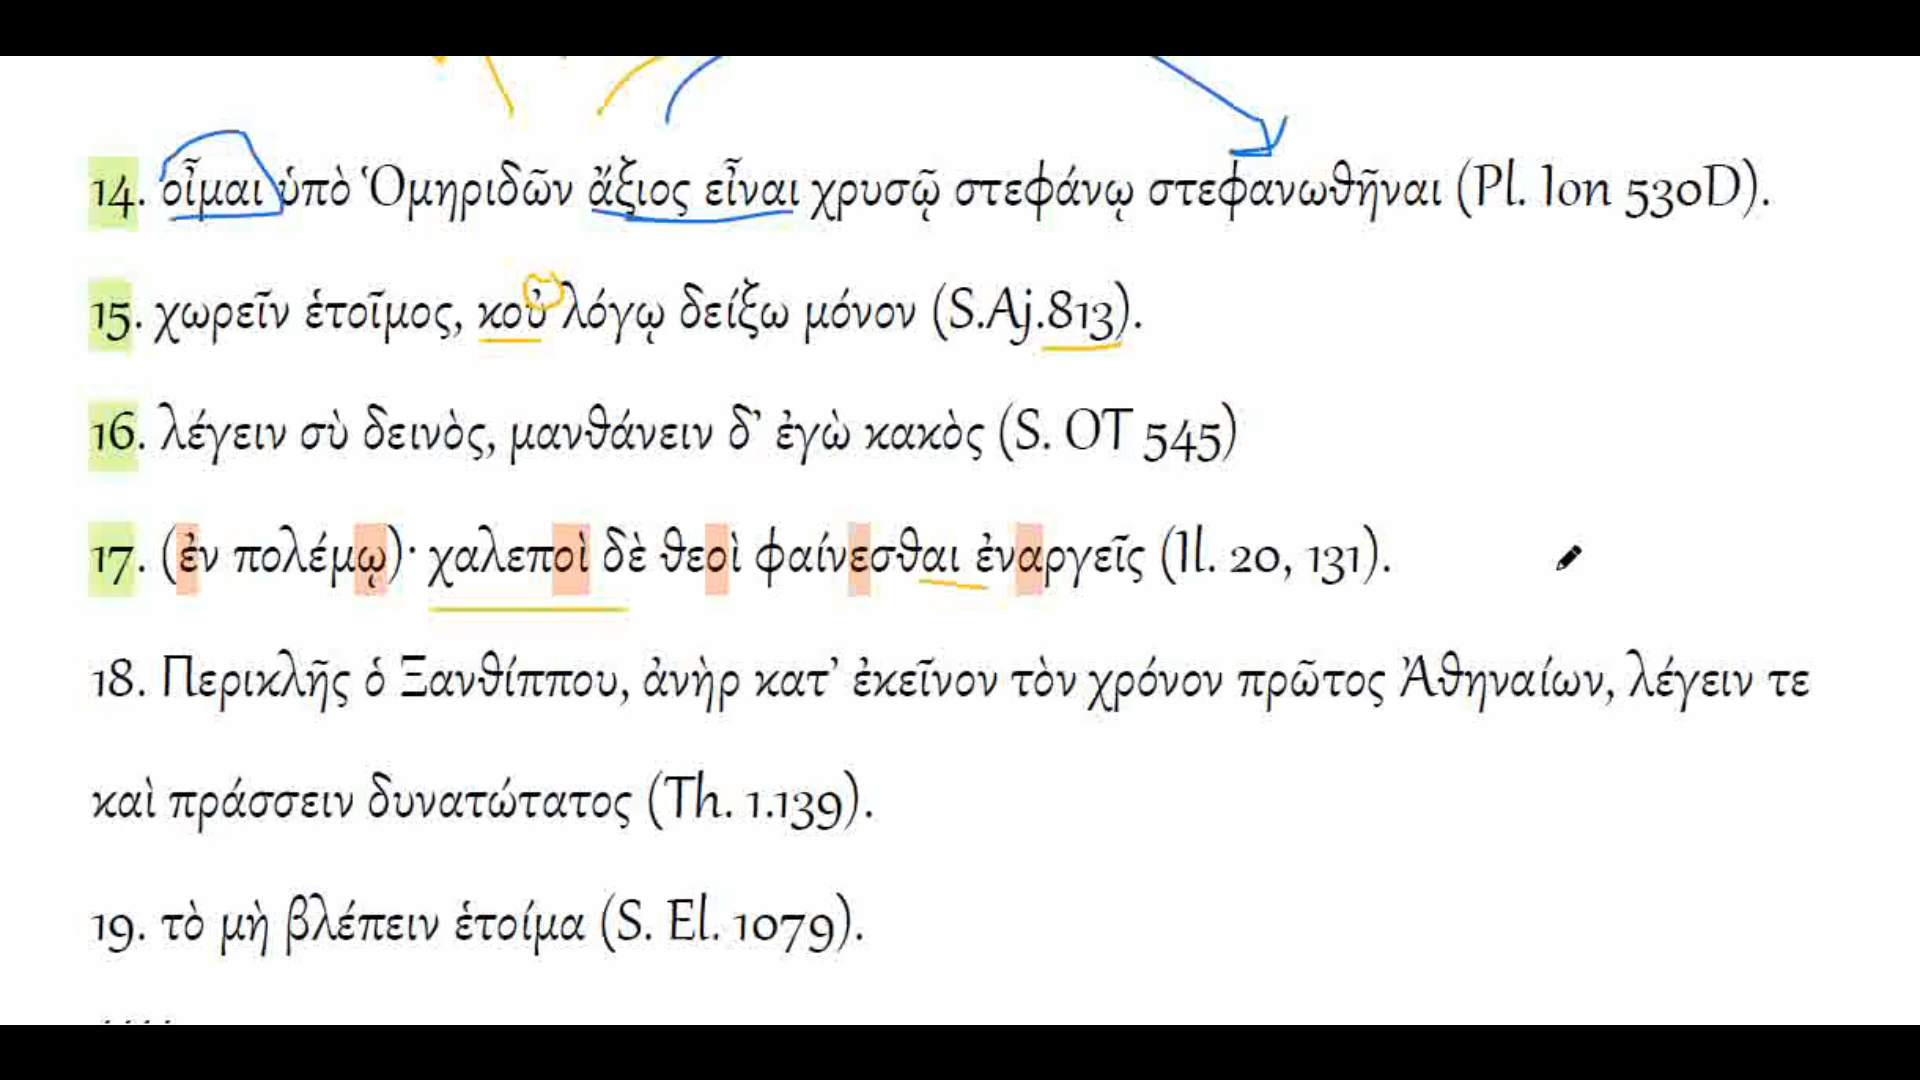 14. οἶμαι ὑπὸ Ὁμηριδῶν ἄξιος εἶναι χρυσῷ στεφάνῳ στεφανωθῆναι (Pl. Ion 530D).
15. χωρεῖν ἑτοῖμος, κοὐ λόγῳ δείξω μόνον (S.Aj.813).
16. λέγειν σὺ δεινὸς, μανθάνειν δ’ ἐγὼ κακὸς (S. OT 545)
17. (ἐν πολέμῳ)· χαλεποὶ δὲ θεοὶ φαίνεσθαι ἐναργεῖς (Il. 20, 131).
18. Περικλῆς ὁ Ξανθίππου, ἀνὴρ κατ’ ἐκεῖνον τὸν χρόνον πρῶτος Ἀθηναίων, λέγειν τε
καὶ πράσσειν δυνατώτατος (Th. 1.139).
19. τὸ μὴ βλέπειν ἑτοίμα (S. El. 1079).